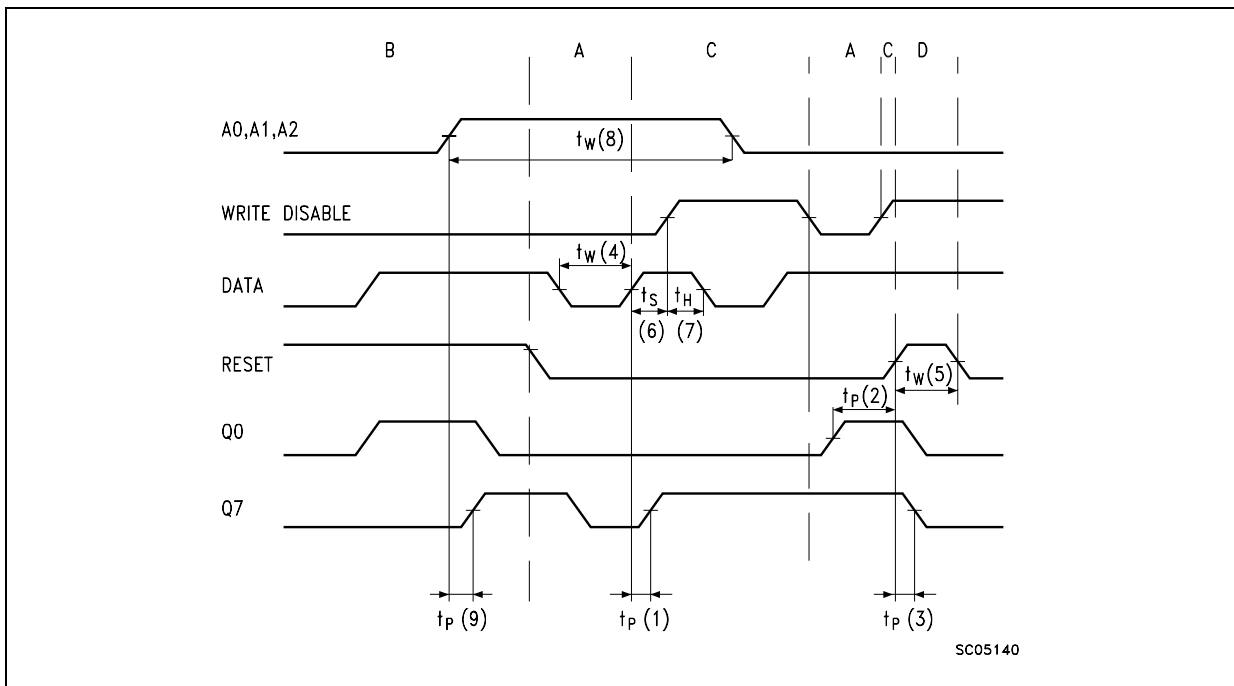 B A C A C D
A0,A1,A2
tW(8)
WRITE DISABLE
tW(4)
DATA
tS tH
(6) (7)
RESET
tW(5)
tP(2)
Q0
Q7
tP(9) tP(1) tP(3)
SC05140